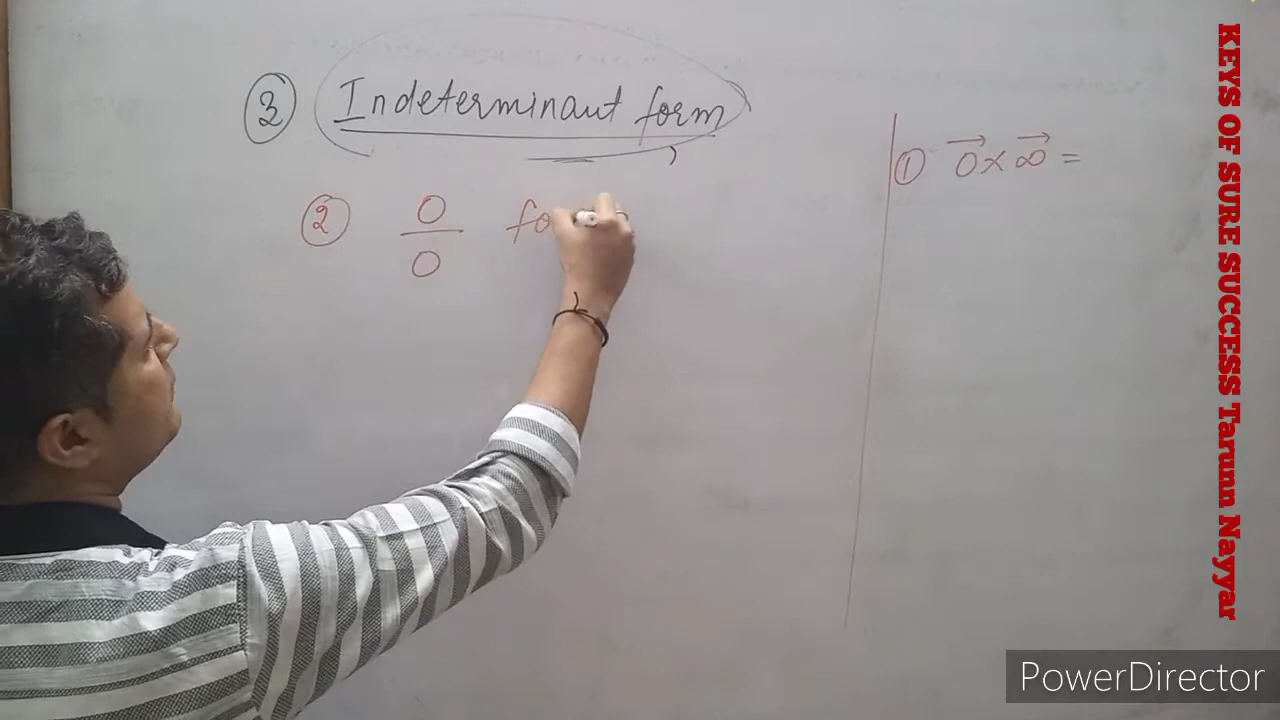 ③ Indeterminant form
② 0/0 fo
① 0⃗ × ∞⃗ =
KEYS OF SURE SUCCESS Tarunn Nayyar
PowerDirector